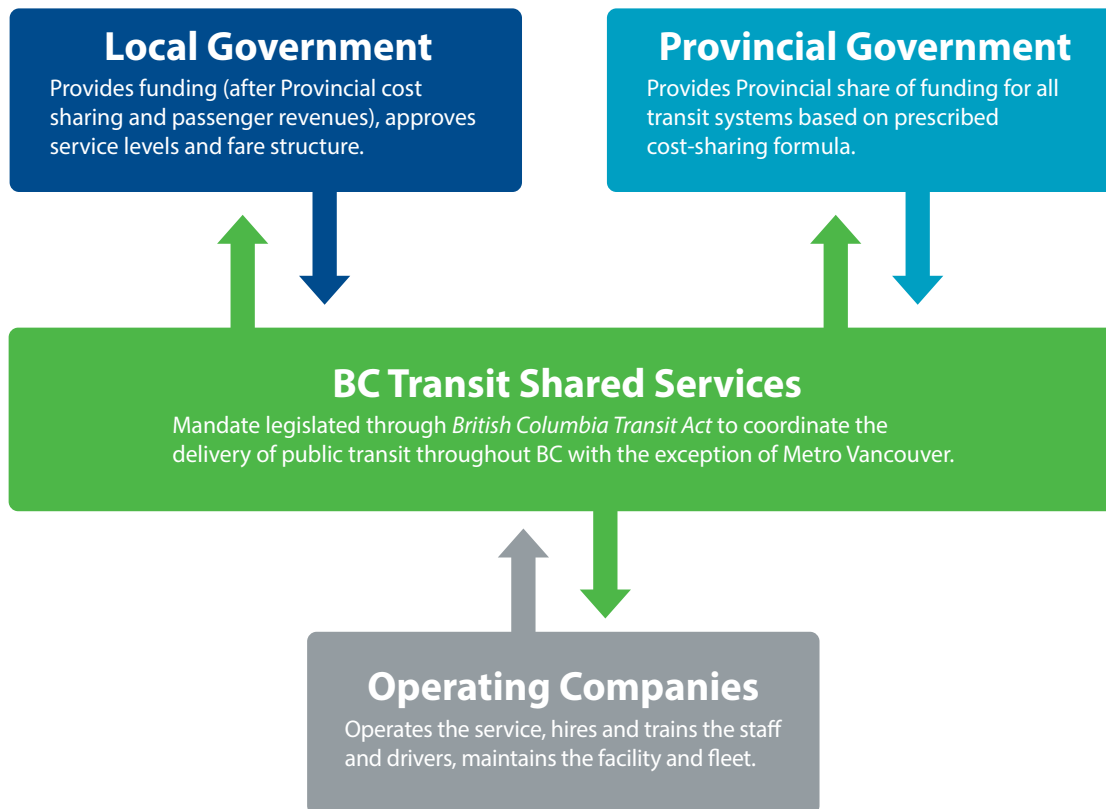 Local Government
Provides funding (after Provincial cost
sharing and passenger revenues), approves
service levels and fare structure.
Provincial Government
Provides Provincial share of funding for all
transit systems based on prescribed
cost-sharing formula.
BC Transit Shared Services
Mandate legislated through British Columbia Transit Act to coordinate the
delivery of public transit throughout BC with the exception of Metro Vancouver.
Operating Companies
Operates the service, hires and trains the staff
and drivers, maintains the facility and fleet.